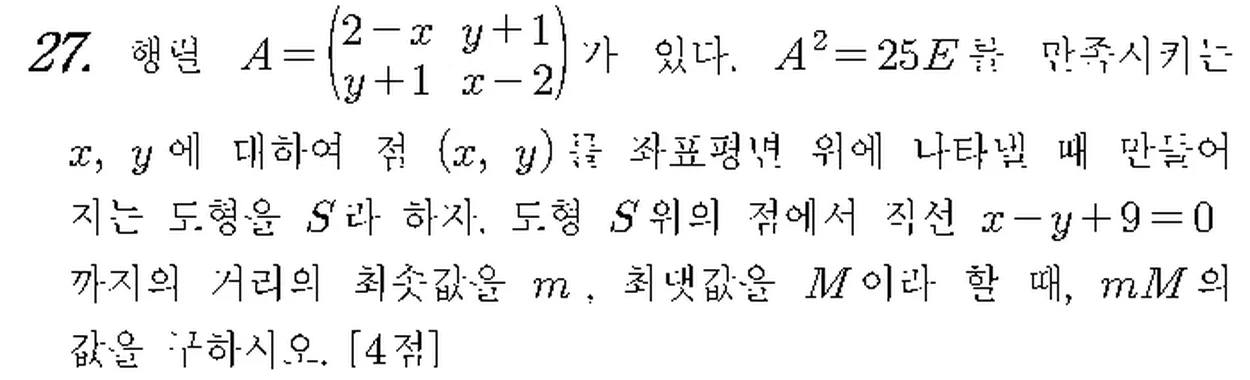 27. 행렬 A = (2-x y+1
y+1 x-2) 가 있다. A² = 25E 를 만족시키는
x, y 에 대하여 점 (x, y) 를 좌표평면 위에 나타낼 때 만들어
지는 도형을 S 라 하자. 도형 S 위의 점에서 직선 x-y+9=0
까지의 거리의 최솟값을 m, 최댓값을 M 이라 할 때, mM 의
값을 구하시오. [4점]